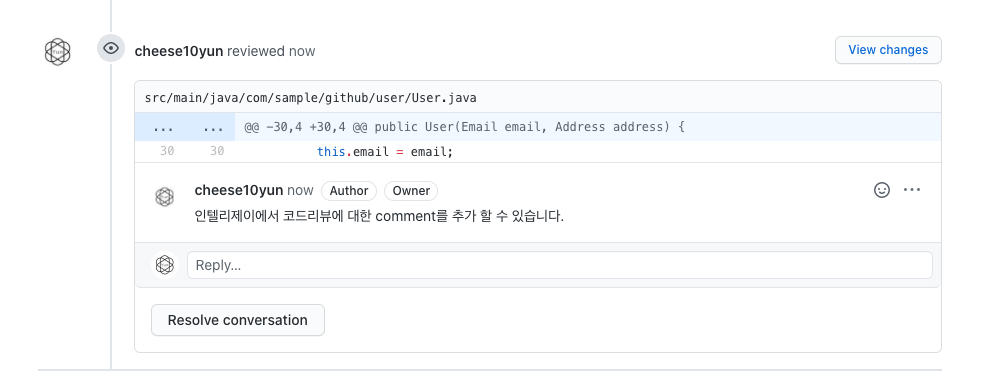 cheese10yun reviewed now
View changes
src/main/java/com/sample/github/user/User.java
... ... @@ -30,4 +30,4 @@ public User(Email email, Address address) {
30 30 this.email = email;
cheese10yun now Author Owner
인텔리제이에서 코드리뷰에 대한 comment를 추가 할 수 있습니다.
Reply...
Resolve conversation